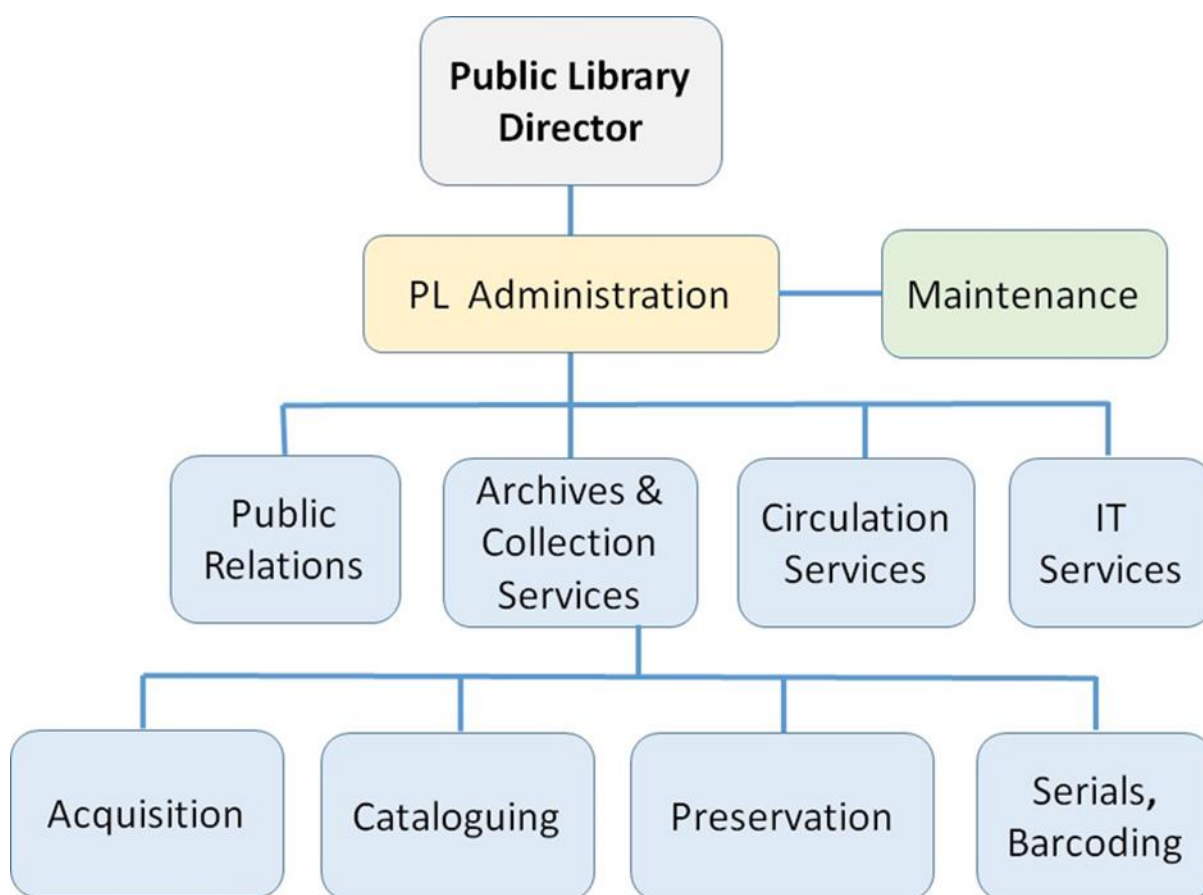 Public Library
Director
PL Administration
Maintenance
Public
Relations
Archives &
Collection
Services
Circulation
Services
IT
Services
Acquisition
Cataloguing
Preservation
Serials,
Barcoding